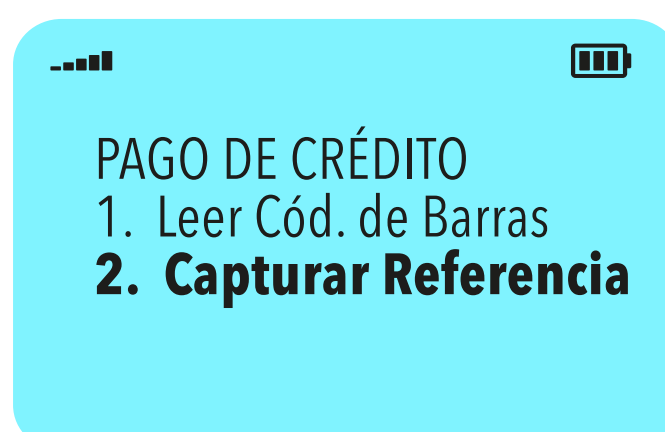 PAGO DE CRÉDITO
1. Leer Cód. de Barras
2. Capturar Referencia